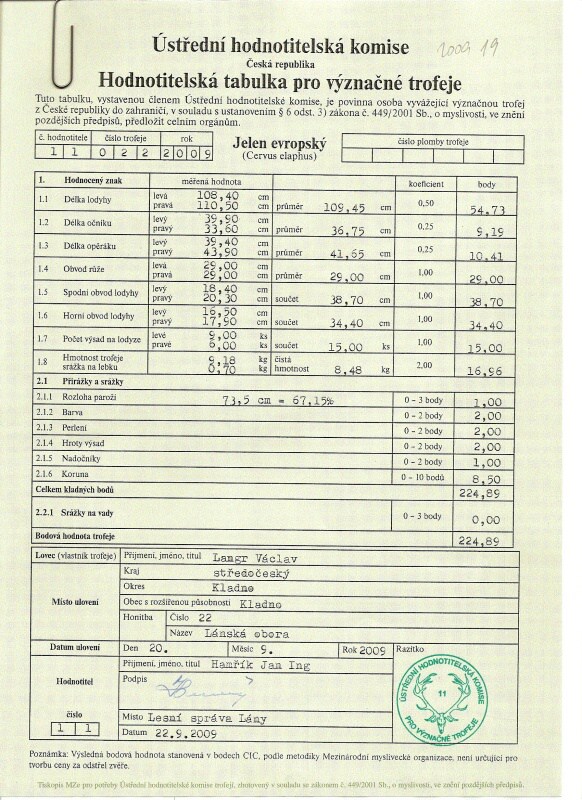 2009 19
Ústřední hodnotitelská komise
Česká republika
Hodnotitelská tabulka pro význačné trofeje
Tuto tabulku, vystavenou členem Ústřední hodnotitelské komise, je povinna osoba vyvážející význačnou trofej
z České republiky do zahraničí, v souladu s ustanovením § 6 odst. 3) zákona č. 449/2001 Sb., o myslivosti, ve znění
pozdějších předpisů, předložit celním orgánům.
č. hodnotitele číslo trofeje rok
1 1 0 2 2 2 0 0 9
Jelen evropský
(Cervus elaphus)
číslo plomby trofeje
1. Hodnocený znak měřená hodnota koeficient body
1.1 Délka lodyhy levá 108,40 cm
pravá 110,50 cm průměr 109,45 cm 0,50 54,73
1.2 Délka očníku levý 39,90 cm
pravý 33,60 cm průměr 36,75 cm 0,25 9,19
1.3 Délka opěráku levý 39,40 cm
pravý 43,90 cm průměr 41,65 cm 0,25 10,41
1.4 Obvod růže levá 29,00 cm
pravá 29,00 cm průměr 29,00 cm 1,00 29,00
1.5 Spodní obvod lodyhy levý 18,40 cm
pravý 20,30 cm součet 38,70 cm 1,00 38,70
1.6 Horní obvod lodyhy levý 16,50 cm
pravý 17,90 cm součet 34,40 cm 1,00 34,40
1.7 Počet výsad na lodyze levé 9,00 ks
pravé 6,00 ks součet 15,00 ks 1,00 15,00
1.8 Hmotnost trofeje 9,18 kg čistá
srážka na lebku 0,70 kg hmotnost 8,48 kg 2,00 16,96
2.1 Přirážky a srážky
2.1.1 Rozloha paroží 73,5 cm = 67,15% 0 – 3 body 1,00
2.1.2 Barva 0 – 2 body 2,00
2.1.3 Perlení 0 – 2 body 2,00
2.1.4 Hroty výsad 0 – 2 body 2,00
2.1.5 Nadočníky 0 – 2 body 1,00
2.1.6 Koruna 0 – 10 bodů 8,50
Celkem kladných bodů 224,89
2.2.1 Srážky na vady 0 – 3 body 0,00
Bodová hodnota trofeje 224,89
Lovec (vlastník trofeje) Příjmení, jméno, titul Langr Václav
Místo ulovení
Kraj středočeský
Okres Kladno
Obec s rozšířenou působností Kladno
Honitba Číslo 22
Název Lánská obora
Datum ulovení Den 20. Měsíc 9. Rok 2009 Razítko
Hodnotitel
Příjmení, jméno, titul Hamřík Jan Ing
Podpis
číslo
1 1
Místo Lesní správa Lány
Datum 22.9.2009
ÚSTŘEDNÍ HODNOTITELSKÁ KOMISE
11
PRO VÝZNAČNÉ TROFEJE
Poznámka: Výsledná bodová hodnota stanovená v bodech CIC, podle metodiky Mezinárodní myslivecké organizace, není určující pro
tvorbu ceny za odstřel zvěře.
Tiskopis MZe pro potřeby Ústřední hodnotitelské komise trofejí, zhotovený v souladu se zákonem č. 449/2001 Sb., o myslivosti, ve znění pozdějších předpisů.